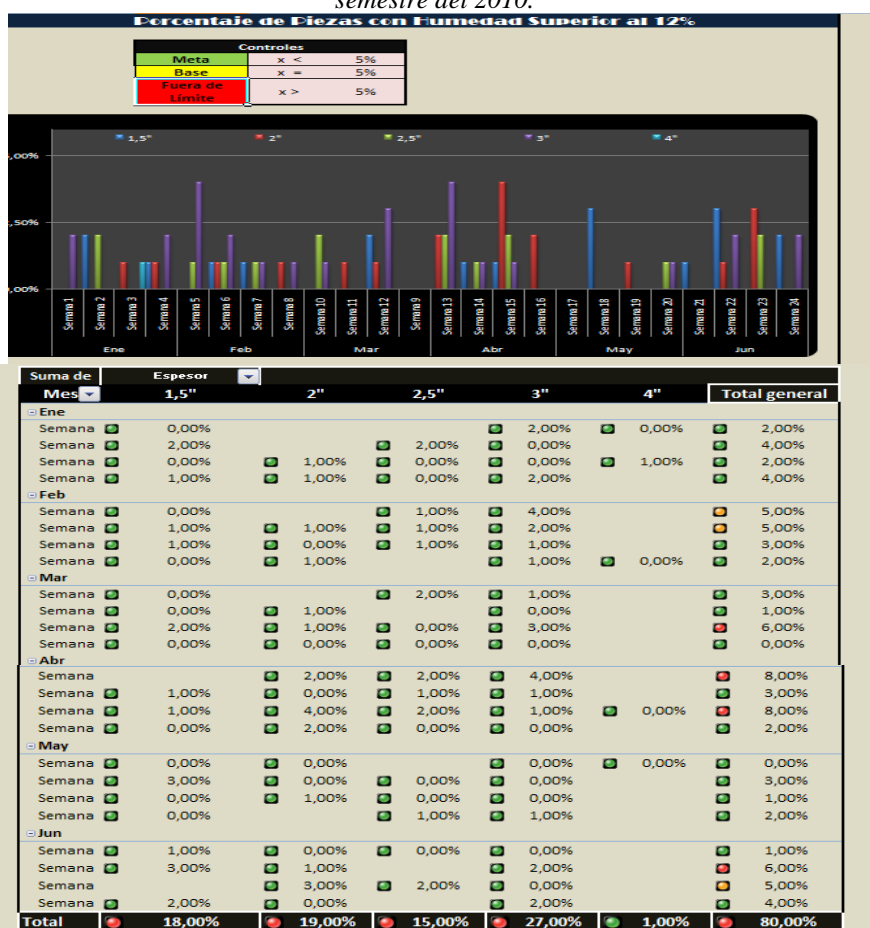 semestre del 2010.
Porcentaje de Piezas con Humedad Superior al 12%
Controles
Meta x < 5%
Base x = 5%
Fuera de Límite x > 5%
1,5" 2" 2,5" 3" 4"
,00%
,50%
,00%
Semana 1 Semana 2 Semana 3 Semana 4 Semana 5 Semana 6 Semana 7 Semana 8 Semana 10 Semana 11 Semana 12 Semana 9 Semana 13 Semana 14 Semana 15 Semana 16 Semana 17 Semana 18 Semana 19 Semana 20 Semana 21 Semana 22 Semana 23 Semana 24
Ene Feb Mar Abr May Jun
Suma de Espesor
Mes 1,5" 2" 2,5" 3" 4" Total general
Ene
Semana 0,00% 2,00% 0,00% 2,00%
Semana 2,00% 2,00% 0,00% 4,00%
Semana 0,00% 1,00% 0,00% 0,00% 1,00% 2,00%
Semana 1,00% 1,00% 0,00% 2,00% 4,00%
Feb
Semana 0,00% 1,00% 4,00% 5,00%
Semana 1,00% 1,00% 1,00% 2,00% 5,00%
Semana 1,00% 0,00% 1,00% 1,00% 3,00%
Semana 0,00% 1,00% 1,00% 0,00% 2,00%
Mar
Semana 0,00% 2,00% 1,00% 3,00%
Semana 0,00% 1,00% 0,00% 1,00%
Semana 2,00% 1,00% 0,00% 3,00% 6,00%
Semana 0,00% 0,00% 0,00% 0,00% 0,00%
Abr
Semana 2,00% 2,00% 4,00% 8,00%
Semana 1,00% 0,00% 1,00% 1,00% 3,00%
Semana 1,00% 4,00% 2,00% 1,00% 0,00% 8,00%
Semana 0,00% 2,00% 0,00% 0,00% 2,00%
May
Semana 0,00% 0,00% 0,00% 0,00% 0,00%
Semana 3,00% 0,00% 0,00% 0,00% 3,00%
Semana 0,00% 1,00% 0,00% 0,00% 1,00%
Semana 0,00% 1,00% 1,00% 2,00%
Jun
Semana 1,00% 0,00% 0,00% 0,00% 1,00%
Semana 3,00% 1,00% 2,00% 6,00%
Semana 3,00% 2,00% 0,00% 5,00%
Semana 2,00% 0,00% 2,00% 4,00%
Total 18,00% 19,00% 15,00% 27,00% 1,00% 80,00%